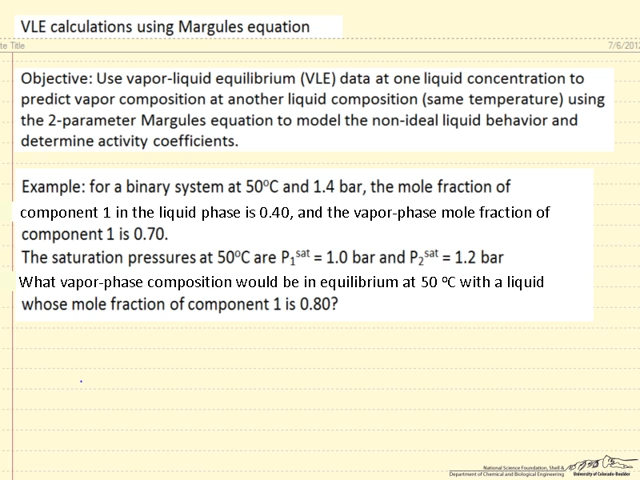 VLE calculations using Margules equation
te Title
7/6/2012
Objective: Use vapor-liquid equilibrium (VLE) data at one liquid concentration to
predict vapor composition at another liquid composition (same temperature) using
the 2-parameter Margules equation to model the non-ideal liquid behavior and
determine activity coefficients.
Example: for a binary system at 50°C and 1.4 bar, the mole fraction of
component 1 in the liquid phase is 0.40, and the vapor-phase mole fraction of
component 1 is 0.70.
The saturation pressures at 50°C are P₁ˢᵃᵗ = 1.0 bar and P₂ˢᵃᵗ = 1.2 bar
What vapor-phase composition would be in equilibrium at 50 °C with a liquid
whose mole fraction of component 1 is 0.80?
National Science Foundation, Shell &
Department of Chemical and Biological Engineering
University of Colorado Boulder